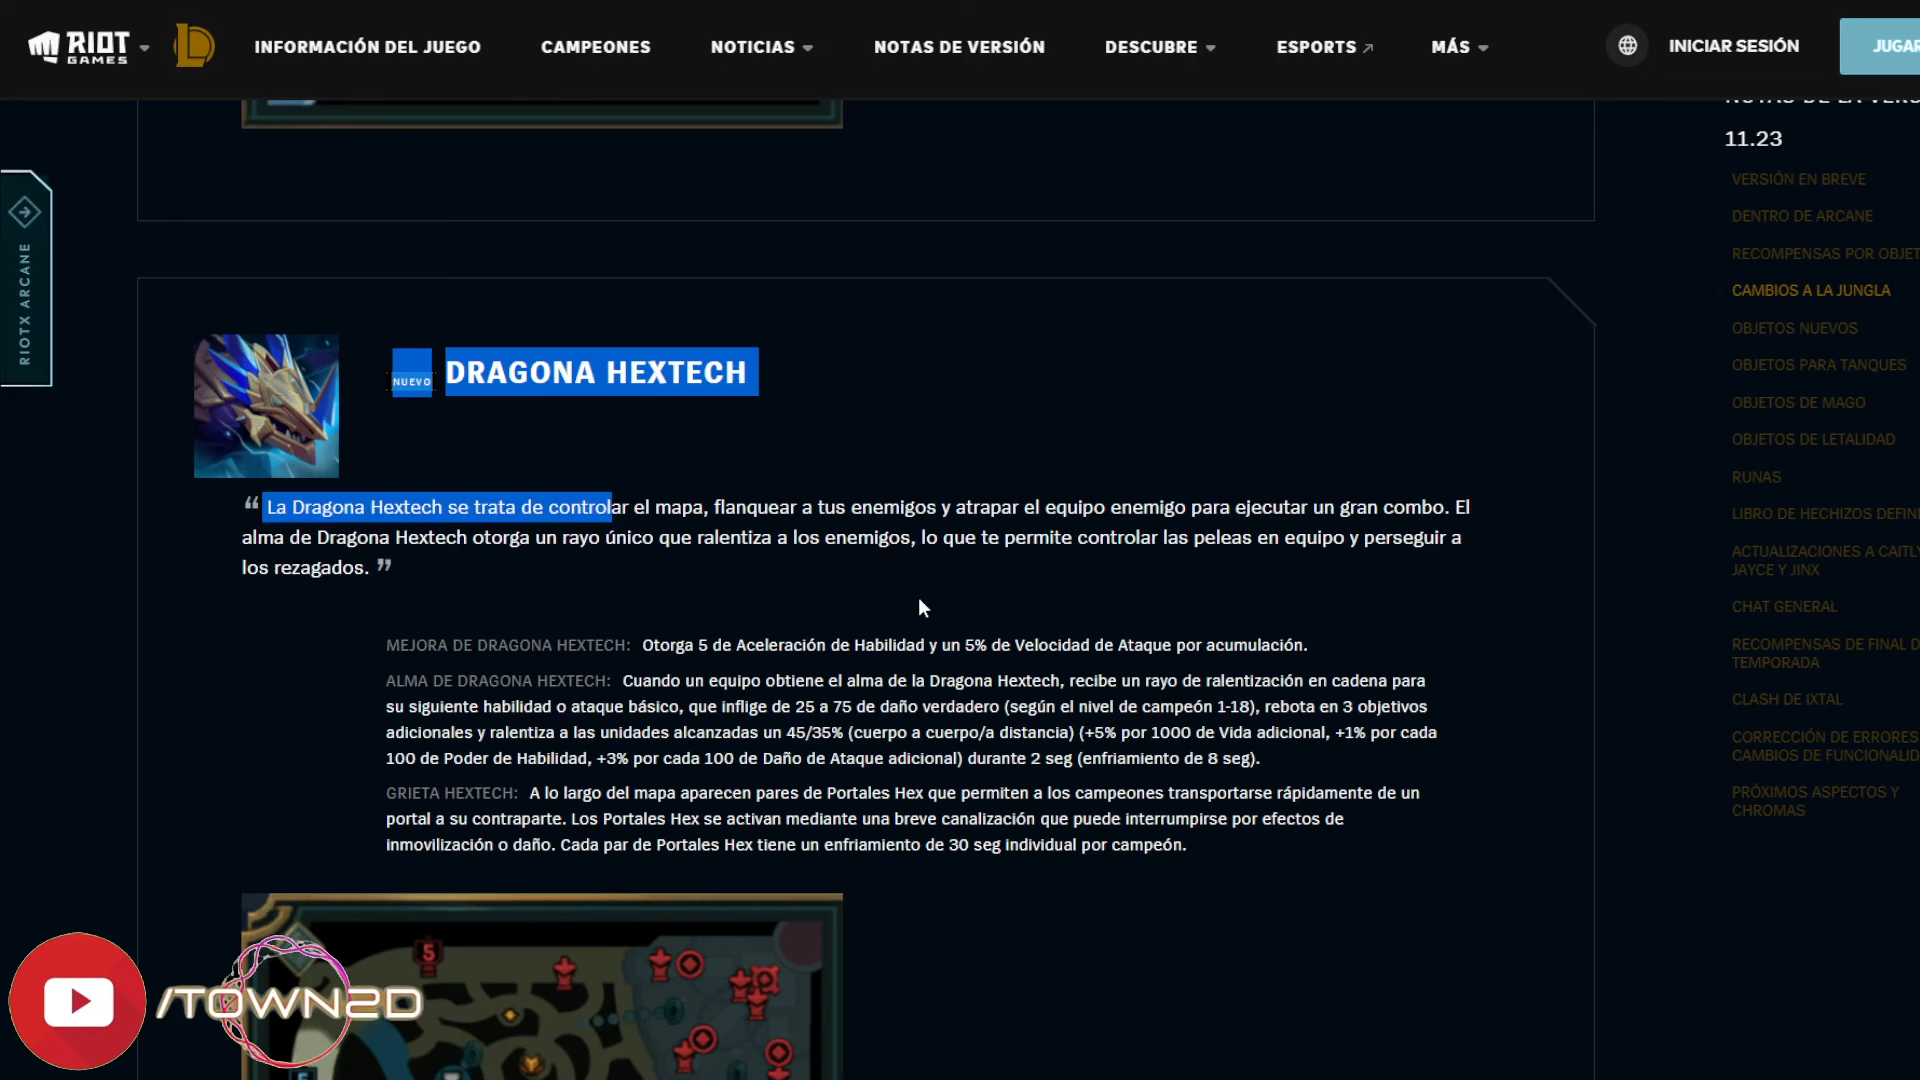 RIOT GAMES
INFORMACIÓN DEL JUEGO
CAMPEONES
NOTICIAS
NOTAS DE VERSIÓN
DESCUBRE
ESPORTS
MÁS
INICIAR SESIÓN
JUGAR
RIOTX ARCANE
NUEVO DRAGONA HEXTECH
“ La Dragona Hextech se trata de controlar el mapa, flanquear a tus enemigos y atrapar el equipo enemigo para ejecutar un gran combo. El
alma de Dragona Hextech otorga un rayo único que ralentiza a los enemigos, lo que te permite controlar las peleas en equipo y perseguir a
los rezagados. ”
MEJORA DE DRAGONA HEXTECH: Otorga 5 de Aceleración de Habilidad y un 5% de Velocidad de Ataque por acumulación.
ALMA DE DRAGONA HEXTECH: Cuando un equipo obtiene el alma de la Dragona Hextech, recibe un rayo de ralentización en cadena para
su siguiente habilidad o ataque básico, que inflige de 25 a 75 de daño verdadero (según el nivel de campeón 1-18), rebota en 3 objetivos
adicionales y ralentiza a las unidades alcanzadas un 45/35% (cuerpo a cuerpo/a distancia) (+5% por 1000 de Vida adicional, +1% por cada
100 de Poder de Habilidad, +3% por cada 100 de Daño de Ataque adicional) durante 2 seg (enfriamiento de 8 seg).
GRIETA HEXTECH: A lo largo del mapa aparecen pares de Portales Hex que permiten a los campeones transportarse rápidamente de un
portal a su contraparte. Los Portales Hex se activan mediante una breve canalización que puede interrumpirse por efectos de
inmovilización o daño. Cada par de Portales Hex tiene un enfriamiento de 30 seg individual por campeón.
5
/TOWN2D
NOTAS DE LA VERS
11.23
VERSIÓN EN BREVE
DENTRO DE ARCANE
RECOMPENSAS POR OBJET
CAMBIOS A LA JUNGLA
OBJETOS NUEVOS
OBJETOS PARA TANQUES
OBJETOS DE MAGO
OBJETOS DE LETALIDAD
RUNAS
LIBRO DE HECHIZOS DEFINI
ACTUALIZACIONES A CAITLY
JAYCE Y JINX
CHAT GENERAL
RECOMPENSAS DE FINAL D
TEMPORADA
CLASH DE IXTAL
CORRECCIÓN DE ERRORES
CAMBIOS DE FUNCIONALID
PRÓXIMOS ASPECTOS Y
CHROMAS